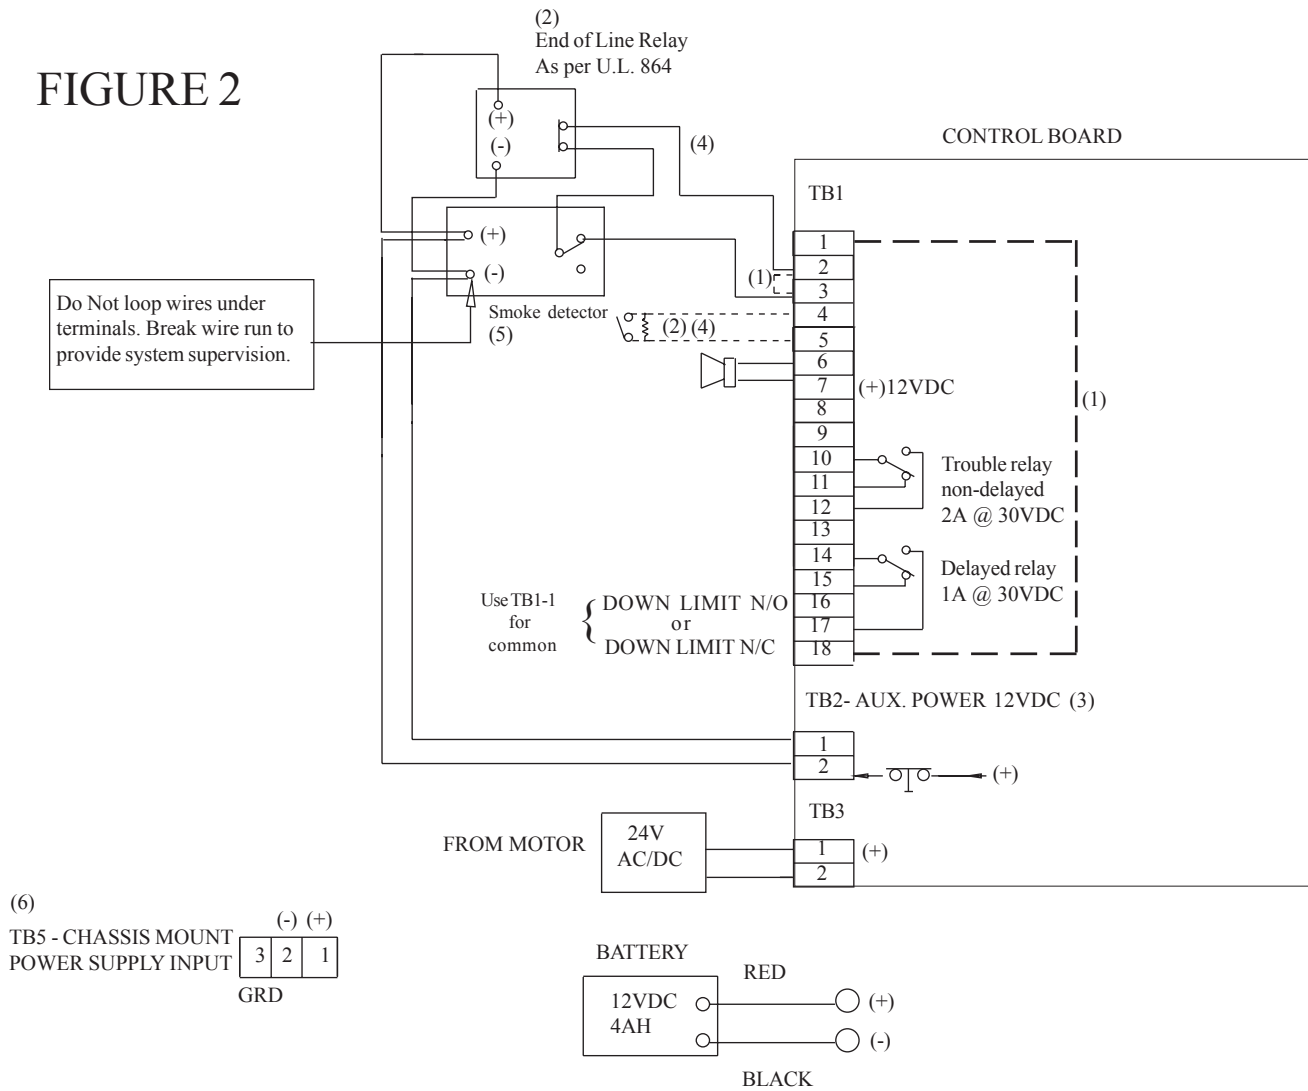 FIGURE 2
(2)
End of Line Relay
As per U.L. 864
(+)
(-)
(4)
CONTROL BOARD
TB1
(+)
(-)
Smoke detector
(5)
Do Not loop wires under
terminals. Break wire run to
provide system supervision.
(1)
(2) (4)
1
2
3
4
5
6
7
8
9
10
11
12
13
14
15
16
17
18
(+)12VDC
(1)
Trouble relay
non-delayed
2A @ 30VDC
Delayed relay
1A @ 30VDC
Use TB1-1
for
common
{
DOWN LIMIT N/O
or
DOWN LIMIT N/C
TB2- AUX. POWER 12VDC (3)
1
2
(+)
TB3
FROM MOTOR
24V
AC/DC
1
2
(+)
(6)
(-) (+)
TB5 - CHASSIS MOUNT
POWER SUPPLY INPUT
3 2 1
GRD
BATTERY
12VDC
4AH
RED
(+)
(-)
BLACK